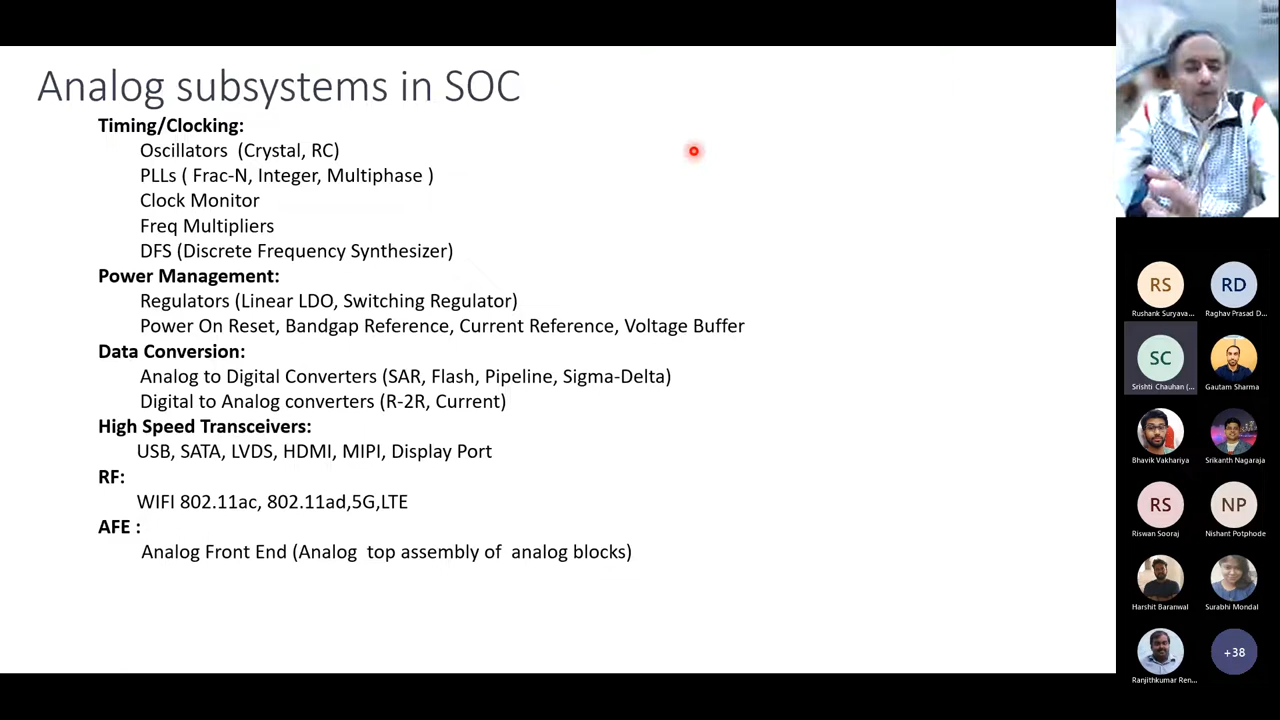 Analog subsystems in SOC
Timing/Clocking:
Oscillators (Crystal, RC)
PLLs ( Frac-N, Integer, Multiphase )
Clock Monitor
Freq Multipliers
DFS (Discrete Frequency Synthesizer)
Power Management:
Regulators (Linear LDO, Switching Regulator)
Power On Reset, Bandgap Reference, Current Reference, Voltage Buffer
Data Conversion:
Analog to Digital Converters (SAR, Flash, Pipeline, Sigma-Delta)
Digital to Analog converters (R-2R, Current)
High Speed Transceivers:
USB, SATA, LVDS, HDMI, MIPI, Display Port
RF:
WIFI 802.11ac, 802.11ad,5G,LTE
AFE :
Analog Front End (Analog top assembly of analog blocks)
RS
RD
Rushank Suryava...
Raghav Prasad D...
SC
Srishti Chauhan (...
Gautam Sharma
Bhavik Vakhariya
Srikanth Nagaraja
RS
NP
Riswan Sooraj
Nishant Potphode
Harshit Baranwal
Surabhi Mondal
+38
Ranjithkumar Ren...